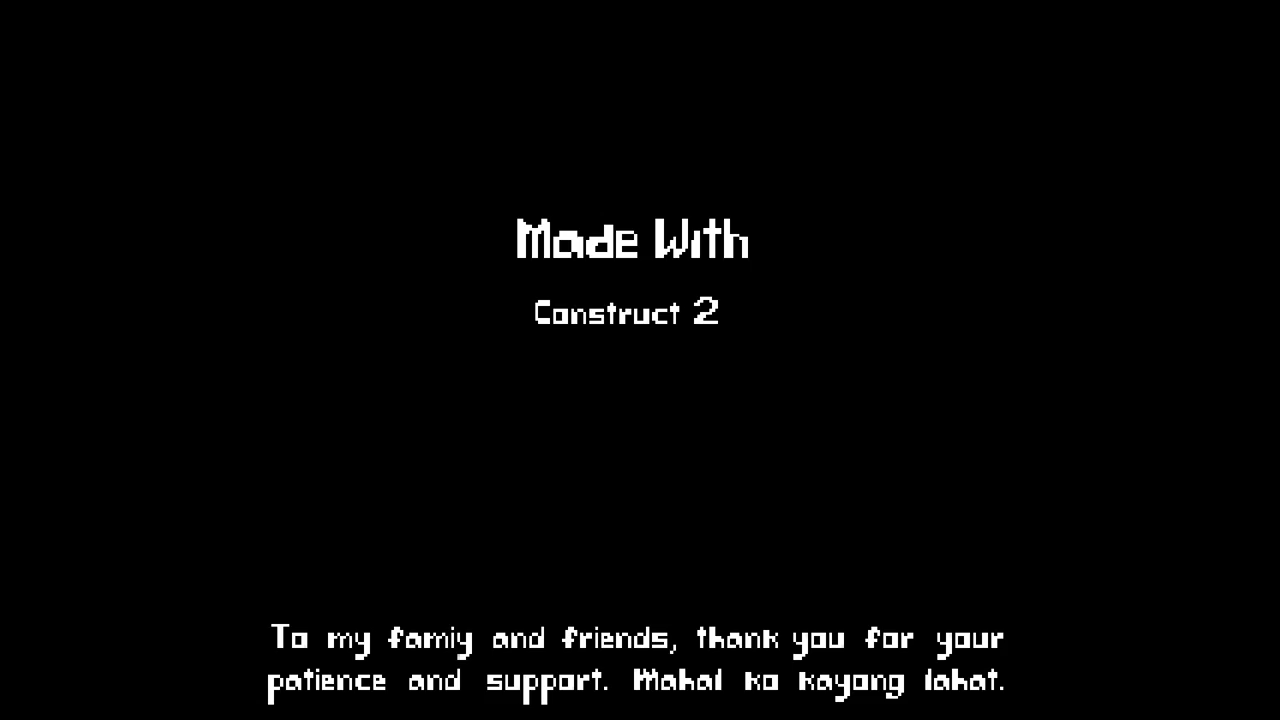 Made With
Construct 2
To my famiy and friends, thank you for your
patience and support. Mahal ko kayong lahat.